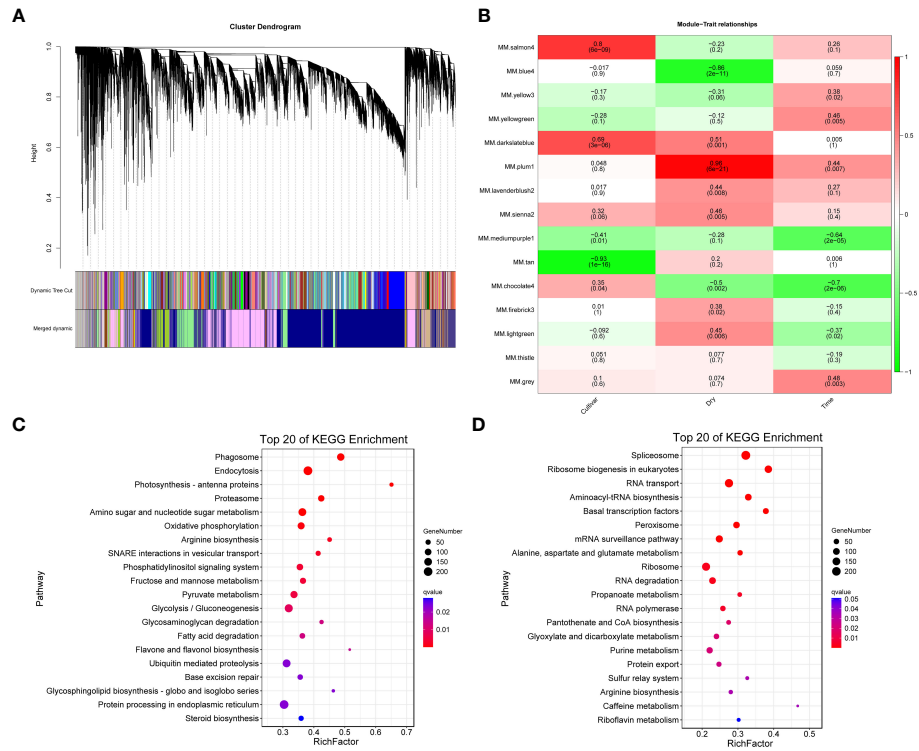 A
Cluster Dendrogram
1.0
0.8
0.6
0.4
0.2
Height
Dynamic Tree Cut
Merged dynamic
B
Module-Trait relationships
MM.salmon4 0.8 −0.23 0.26
(6e−06) (0.2) (0.1)
MM.blue4 −0.017 −0.86 0.059
(0.9) (2e−11) (0.7)
MM.yellow3 −0.17 −0.31 0.38
(0.3) (0.06) (0.02)
MM.yellowgreen −0.28 −0.12 0.46
(0.1) (0.5) (0.005)
MM.darkslateblue 0.69 0.51 0.005
(3e−06) (0.001) (1)
MM.plum1 0.048 0.44
(0.8) (6e−21) (0.007)
MM.lavenderblush2 0.017 0.44 0.27
(0.9) (0.008) (0.1)
MM.sienna2 0.32 0.46 0.15
(0.06) (0.005) (0.4)
MM.mediumpurple1 −0.41 −0.28 −0.64
(0.01) (0.1) (2e−05)
MM.tan −0.93 0.2 0.006
(1e−16) (0.2) (1)
MM.chocolate4 0.35 −0.5 −0.7
(0.04) (0.002) (2e−06)
MM.firebrick3 0.01 0.38 −0.15
(1) (0.02) (0.4)
MM.lightgreen −0.092 0.45 −0.37
(0.6) (0.006) (0.02)
MM.thistle 0.051 0.077 −0.19
(0.8) (0.7) (0.3)
MM.grey 0.1 0.074 0.48
(0.6) (0.7) (0.003)
Cultivar Dry Time
1
0.5
0
−0.5
−1
C
Top 20 of KEGG Enrichment
Pathway
Phagosome
Endocytosis
Photosynthesis - antenna proteins
Proteasome
Amino sugar and nucleotide sugar metabolism
Oxidative phosphorylation
Arginine biosynthesis
SNARE interactions in vesicular transport
Phosphatidylinositol signaling system
Fructose and mannose metabolism
Pyruvate metabolism
Glycolysis / Gluconeogenesis
Glycosaminoglycan degradation
Fatty acid degradation
Flavone and flavonol biosynthesis
Ubiquitin mediated proteolysis
Base excision repair
Glycosphingolipid biosynthesis - globo and isoglobo series
Protein processing in endoplasmic reticulum
Steroid biosynthesis
0.3 0.4 0.5 0.6 0.7
RichFactor
GeneNumber
50
100
150
200
qvalue
0.02
0.01
D
Top 20 of KEGG Enrichment
Pathway
Spliceosome
Ribosome biogenesis in eukaryotes
RNA transport
Aminoacyl-tRNA biosynthesis
Basal transcription factors
Peroxisome
mRNA surveillance pathway
Alanine, aspartate and glutamate metabolism
Ribosome
RNA degradation
Propanoate metabolism
RNA polymerase
Pantothenate and CoA biosynthesis
Glyoxylate and dicarboxylate metabolism
Purine metabolism
Protein export
Sulfur relay system
Arginine biosynthesis
Caffeine metabolism
Riboflavin metabolism
0.2 0.3 0.4 0.5
RichFactor
GeneNumber
50
100
150
200
qvalue
0.05
0.04
0.03
0.02
0.01